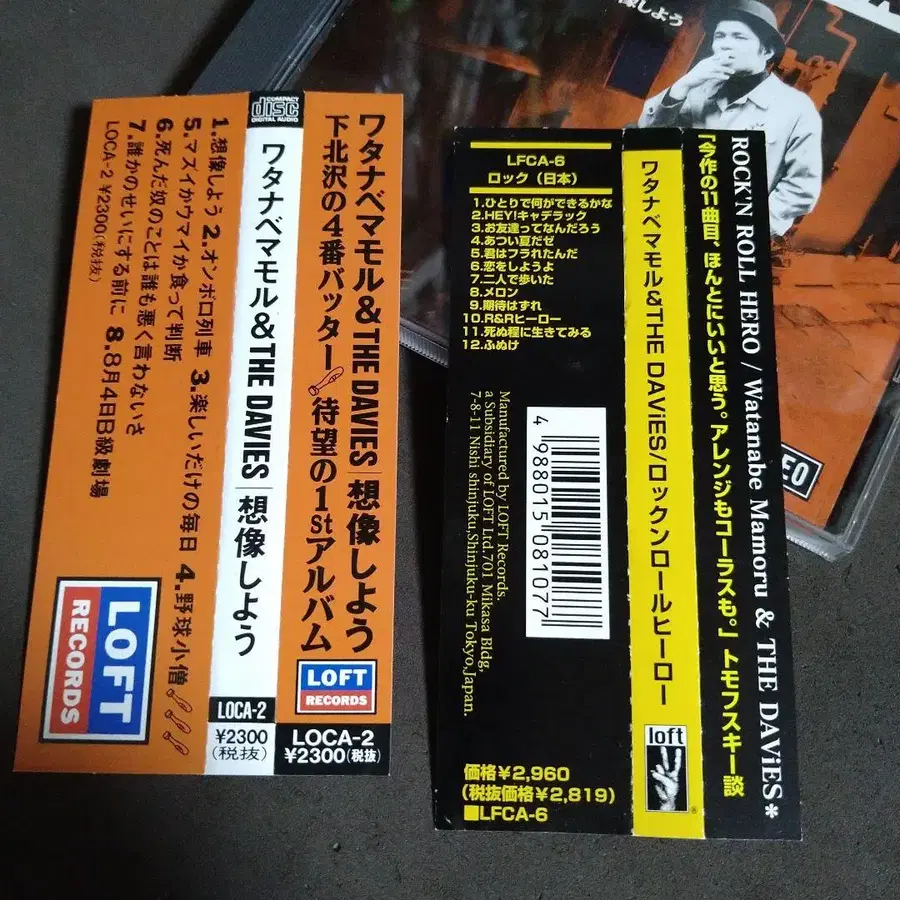 像しよう
EO
ワタナベマモル&THE DAVIES│想像しよう
下北沢の4番バッター 待望の1stアルバム
LOFT
RECORDS
LOCA-2
¥2300(税抜)
COMPACT
disc
DIGITAL AUDIO
ワタナベマモル&THE DAVIES│想像しよう
LOCA-2
¥2300
(税抜)
1.想像しよう 2.オンボロ列車 3.楽しいだけの毎日 4.野球小僧
5.マスイかウマイか食って判断
6.死んだ奴のことは誰も悪く言わないさ
7.誰かのせいにする前に 8.8月4日B級劇場
LOCA-2 ¥2300(税抜)
LOFT
RECORDS
ROCK'N ROLL HERO / Watanabe Mamoru & THE DAViES*
「今作の11曲目、ほんとにいいと思う。アレンジもコーラスも。」トモフスキー談
ワタナベマモル&THE DAViES/ロックンロールヒーロー
loft
®
LFCA-6
ロック(日本)
1.ひとりで何ができるかな
2.HEY!キャデラック
3.お友達ってなんだろう
4.あつい夏だゼ
5.君はフラれたんだ
6.恋をしようよ
7.二人で歩いた
8.メロン
9.期待はずれ
10.R&Rヒーロー
11.死ぬ程に生きてみる
12.ふぬけ
4 988015 081077
Manufactured by LOFT Records.
a Subsidiary of LOFT Ltd.701 Mikasa Bldg,
7-8-11 Nishi shinjuku,Shinjuku-ku Tokyo,Japan.
価格¥2,960
(税抜価格¥2,819)
■LFCA-6